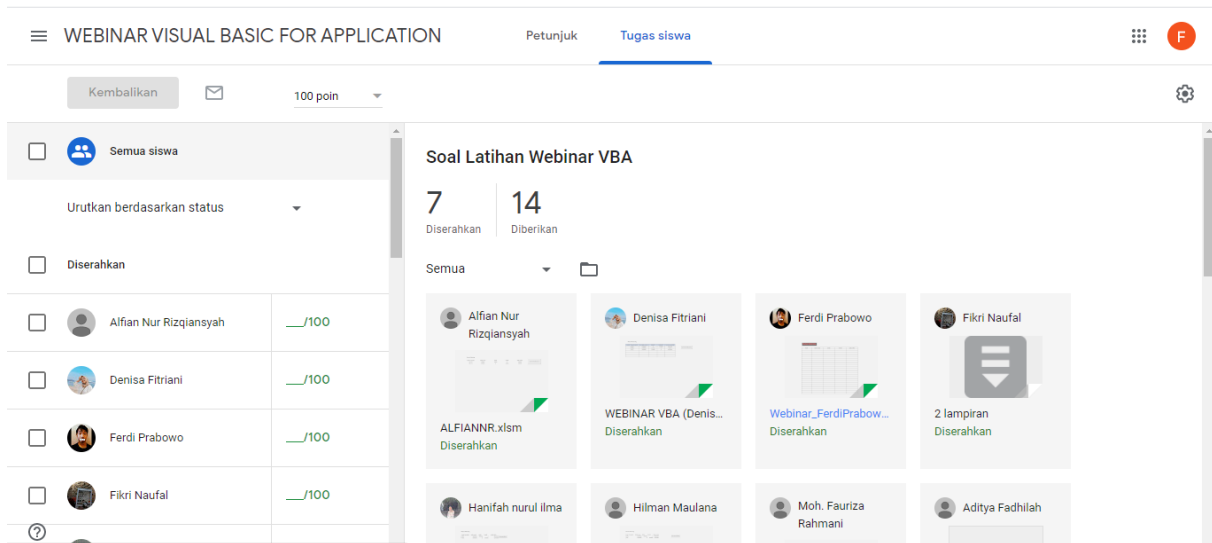 WEBINAR VISUAL BASIC FOR APPLICATION
Petunjuk
Tugas siswa
F
Kembalikan
100 poin
Semua siswa
Urutkan berdasarkan status
Diserahkan
Alfian Nur Rizqiansyah
__/100
Denisa Fitriani
__/100
Ferdi Prabowo
__/100
Fikri Naufal
__/100
Soal Latihan Webinar VBA
7
Diserahkan
14
Diberikan
Semua
Alfian Nur
Rizqiansyah
ALFIANNR.xlsm
Diserahkan
Denisa Fitriani
WEBINAR VBA (Denis...
Diserahkan
Ferdi Prabowo
Webinar_FerdiPrabow...
Diserahkan
Fikri Naufal
2 lampiran
Diserahkan
Hanifah nurul ilma
Hilman Maulana
Moh. Fauriza
Rahmani
Aditya Fadhilah